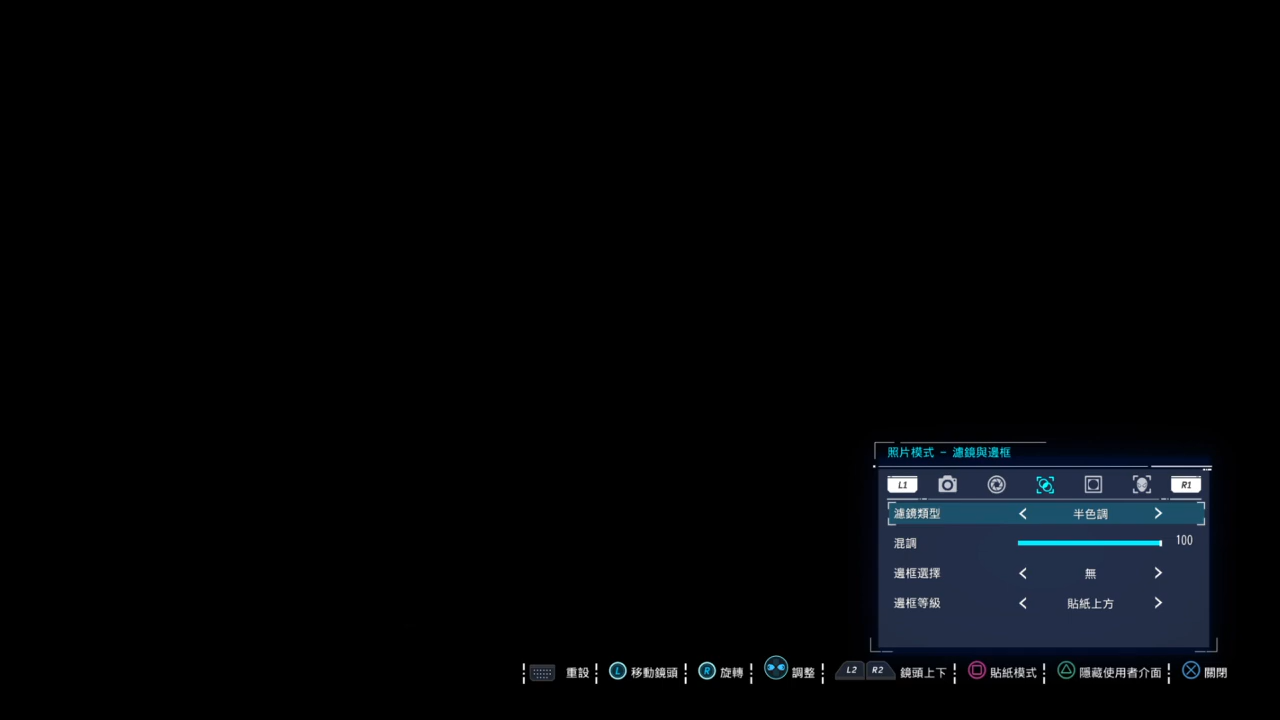 照片模式 – 濾鏡與邊框
L1 R1
濾鏡類型 < 半色調 >
混調 100
邊框選擇 < 無 >
邊框等級 < 貼紙上方 >
重設 L 移動鏡頭 R 旋轉 調整 L2 R2 鏡頭上下 貼紙模式 隱藏使用者介面 關閉